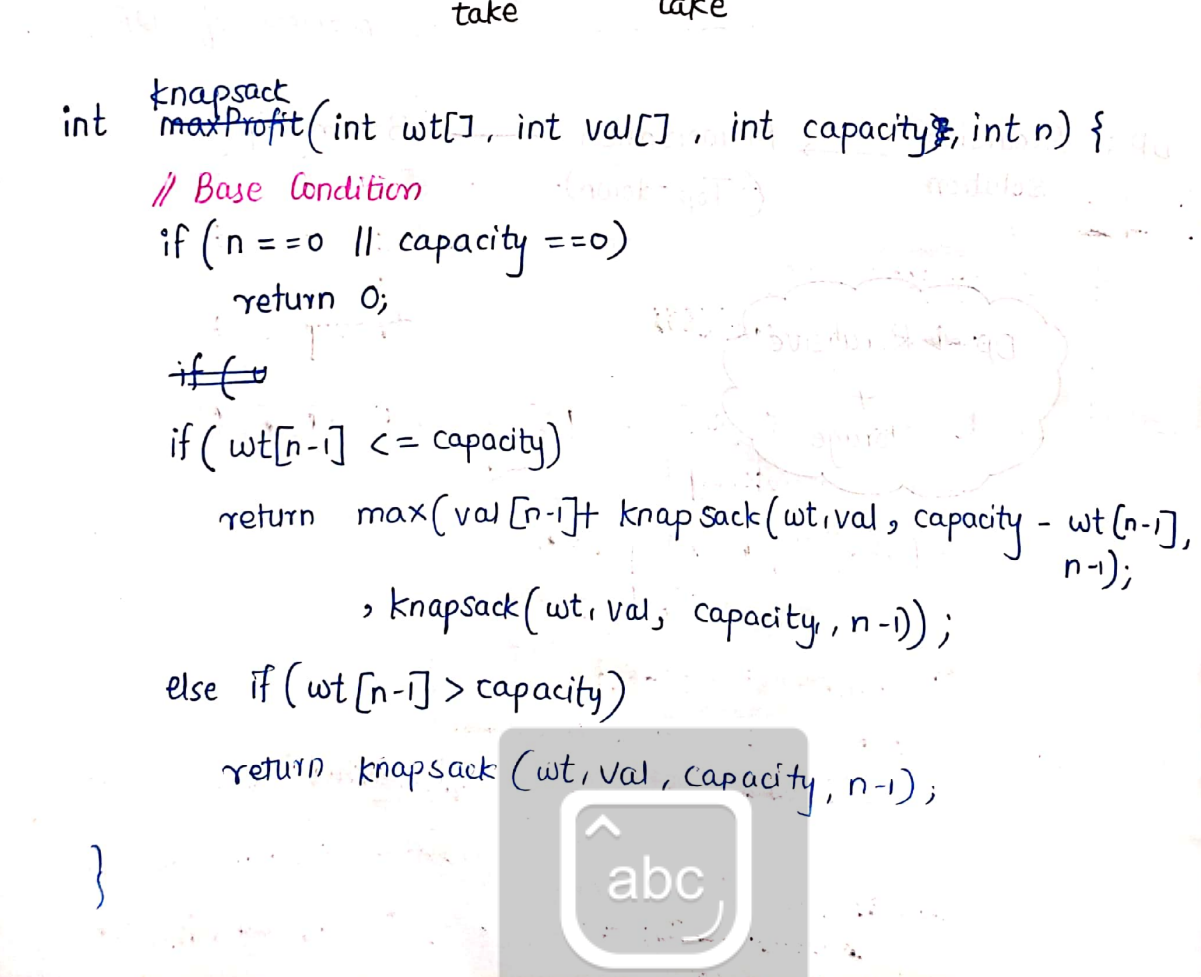 take take
int knapsack maxProfit(int wt[], int val[], int capacity, int n) {
// Base Condition
if (n==0 || capacity ==0)
return 0;
if (
if (wt[n-1] <= capacity)
return max(val[n-1]+ knapsack(wt,val, capacity - wt[n-1],
n-1);
, knapsack(wt, val, capacity, n-1));
else if (wt[n-1] > capacity)
return knapsack (wt, val, capacity, n-1);
}
abc